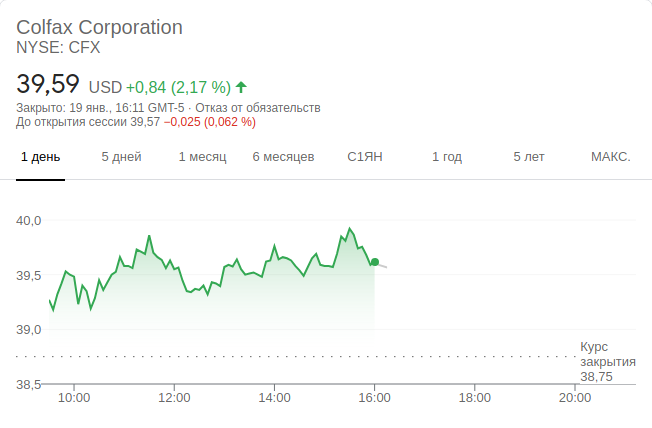 Colfax Corporation
NYSE: CFX
39,59 USD +0,84 (2,17 %)
Закрыто: 19 янв., 16:11 GMT-5 · Отказ от обязательств
До открытия сессии 39,57 −0,025 (0,062 %)
1 день 5 дней 1 месяц 6 месяцев С1ЯН 1 год 5 лет МАКС.
40,0
39,5
39,0
Курс
закрытия
38,75
38,5
10:00 12:00 14:00 16:00 18:00 20:00